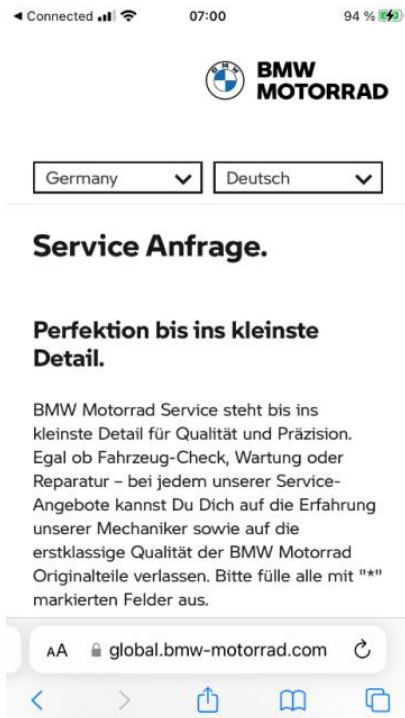 Connected 07:00 94 %
BMW
MOTORRAD
Germany Deutsch
Service Anfrage.
Perfektion bis ins kleinste
Detail.
BMW Motorrad Service steht bis ins
kleinste Detail für Qualität und Präzision.
Egal ob Fahrzeug-Check, Wartung oder
Reparatur – bei jedem unserer Service-
Angebote kannst Du Dich auf die Erfahrung
unserer Mechaniker sowie auf die
erstklassige Qualität der BMW Motorrad
Originalteile verlassen. Bitte fülle alle mit "*"
markierten Felder aus.
AA global.bmw-motorrad.com